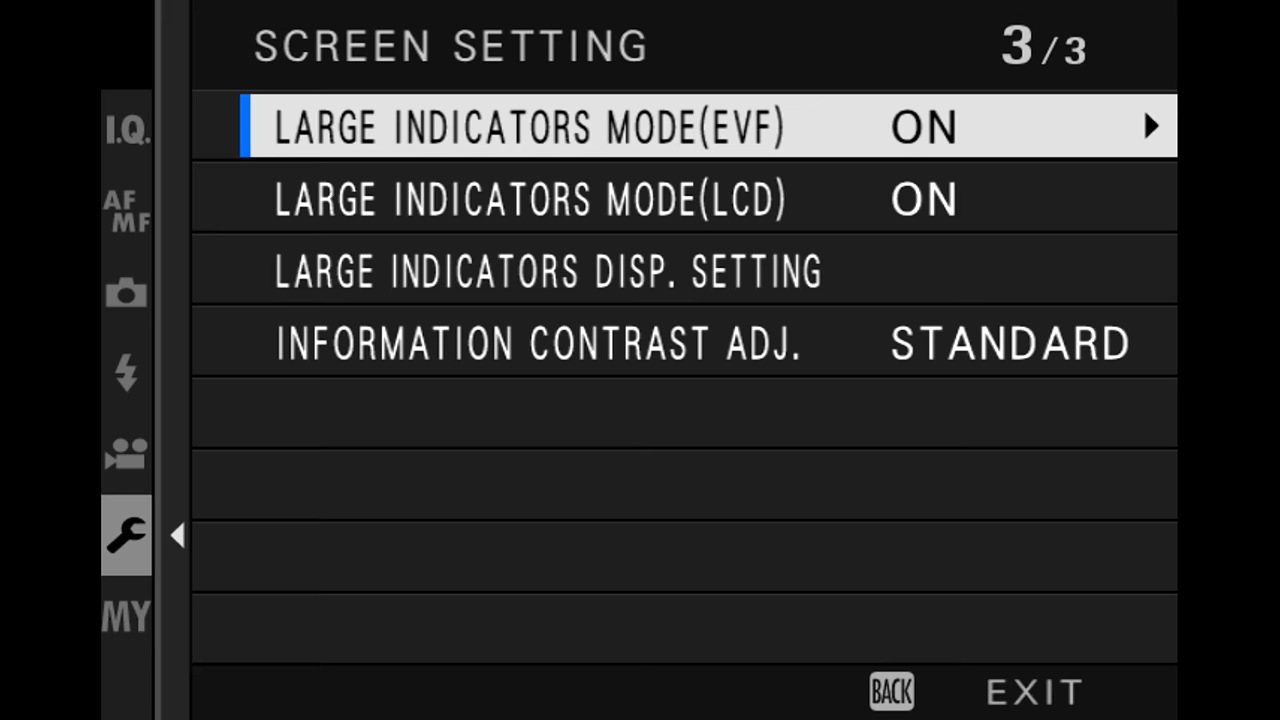 SCREEN SETTING 3/3
I.Q.
LARGE INDICATORS MODE(EVF) ON
LARGE INDICATORS MODE(LCD) ON
AF
MF
LARGE INDICATORS DISP. SETTING
INFORMATION CONTRAST ADJ. STANDARD
MY
BACK EXIT